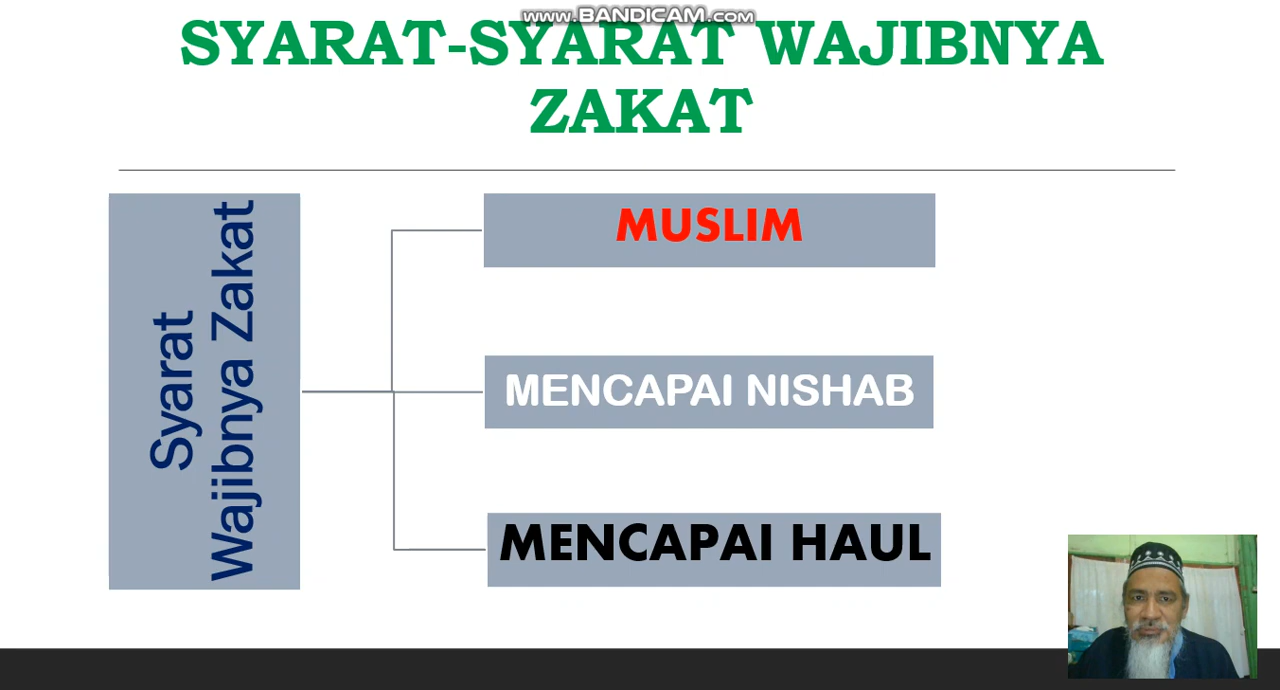 www.BANDICAM.com
SYARAT-SYARAT WAJIBNYA
ZAKAT
Syarat
Wajibnya Zakat
MUSLIM
MENCAPAI NISHAB
MENCAPAI HAUL